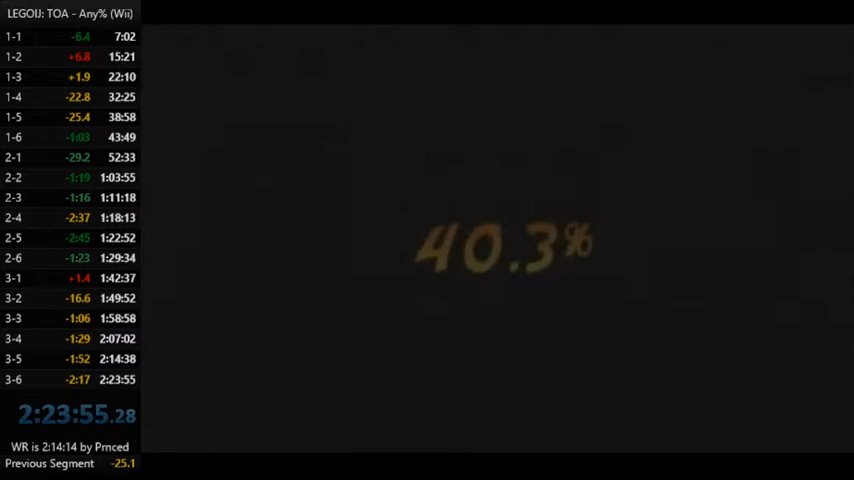 LEGOIJ: TOA - Any% (Wii)
1-1 -6.4 7:02
1-2 +6.8 15:21
1-3 +1.9 22:10
1-4 -22.8 32:25
1-5 -25.4 38:58
1-6 -1:03 43:49
2-1 -29.2 52:33
2-2 -1:19 1:03:55
2-3 -1:16 1:11:18
2-4 -2:37 1:18:13
2-5 -2:45 1:22:52
2-6 -1:23 1:29:34
3-1 +1.4 1:42:37
3-2 -16.6 1:49:52
3-3 -1:06 1:58:58
3-4 -1:29 2:07:02
3-5 -1:52 2:14:38
3-6 -2:17 2:23:55
2:23:55.28
WR is 2:14:14 by Prnced
Previous Segment -25.1
40.3%